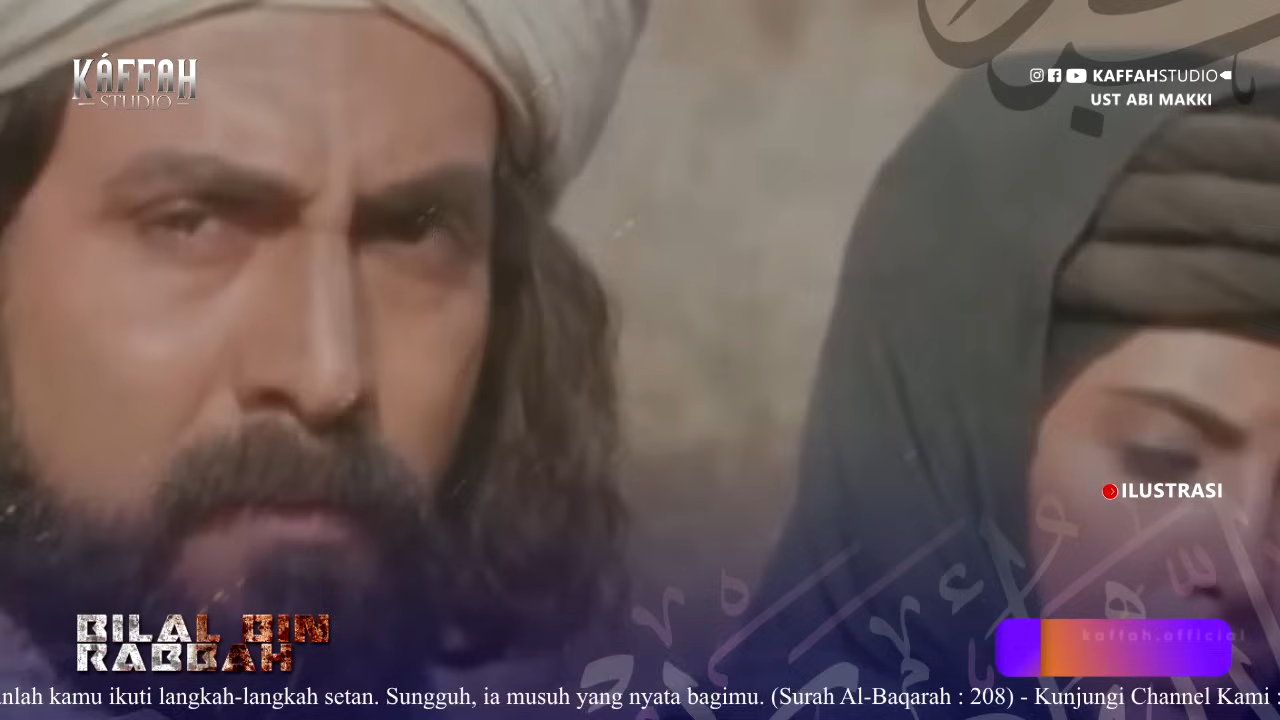 KÁFFAH
STUDIO
KAFFAHSTUDIO
UST ABI MAKKI
ILUSTRASI
BILAL BIN
RABBAH
kaffah.official
nlah kamu ikuti langkah-langkah setan. Sungguh, ia musuh yang nyata bagimu. (Surah Al-Baqarah : 208) - Kunjungi Channel Kami :